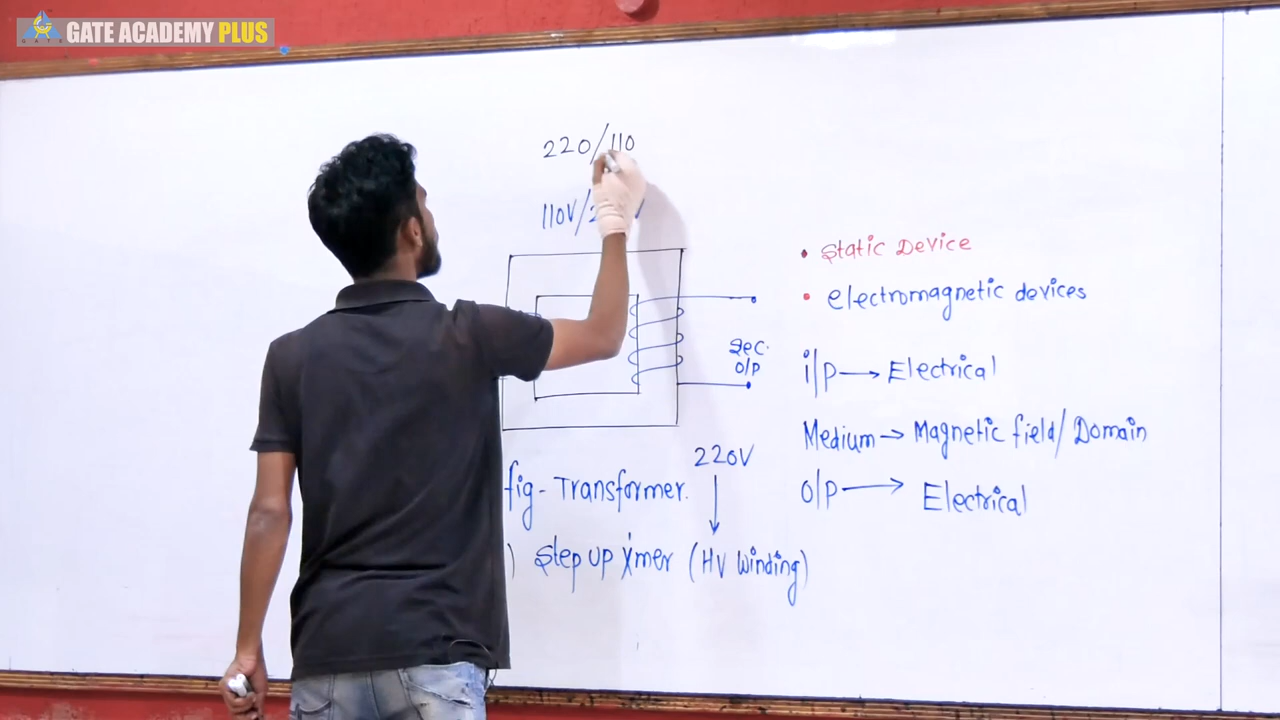 GATE ACADEMY PLUS
GATE
220/110
110V/2
Sec.
O/P
fig - Transformer.
220V
) Step up X'mer (HV Winding)
• Static Device
• electromagnetic devices
i/p → Electrical
Medium → Magnetic field/Domain
O/P → Electrical